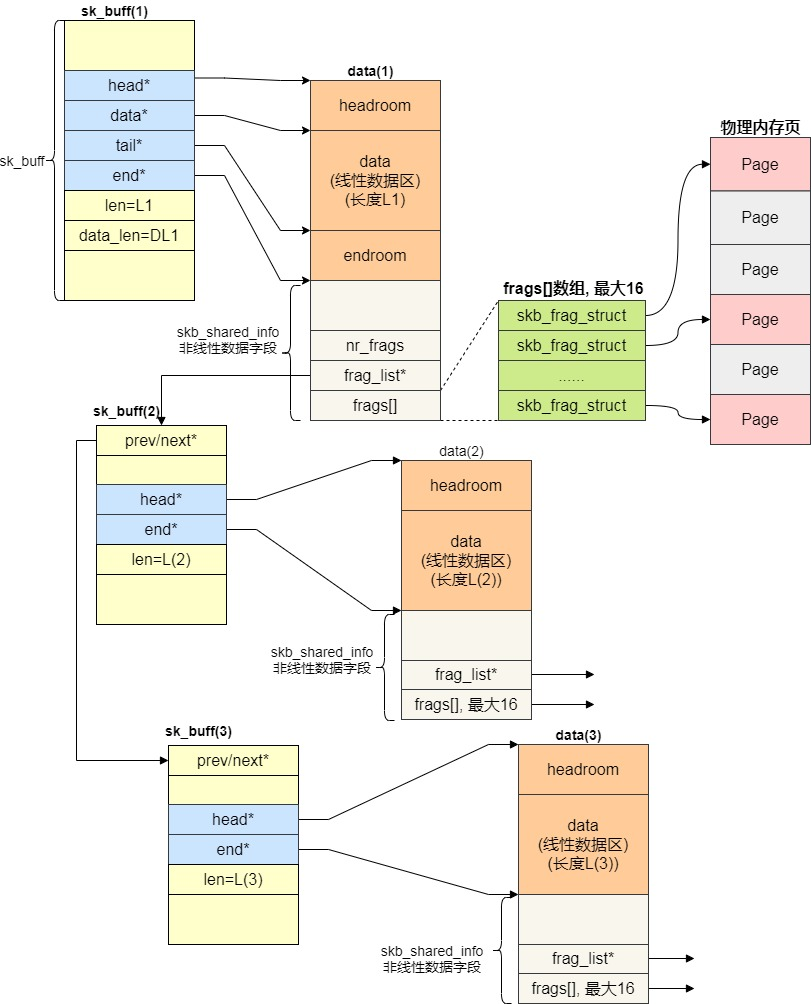 sk_buff(1)
sk_buff
head*
data*
tail*
end*
len=L1
data_len=DL1
data(1)
headroom
data
(线性数据区)
(长度L1)
endroom
skb_shared_info
非线性数据字段
nr_frags
frag_list*
frags[]
frags[]数组, 最大16
skb_frag_struct
skb_frag_struct
......
skb_frag_struct
物理内存页
Page
Page
Page
Page
Page
Page
sk_buff(2)
prev/next*
head*
end*
len=L(2)
data(2)
headroom
data
(线性数据区)
(长度L(2))
skb_shared_info
非线性数据字段
frag_list*
frags[], 最大16
sk_buff(3)
prev/next*
head*
end*
len=L(3)
data(3)
headroom
data
(线性数据区)
(长度L(3))
skb_shared_info
非线性数据字段
frag_list*
frags[], 最大16